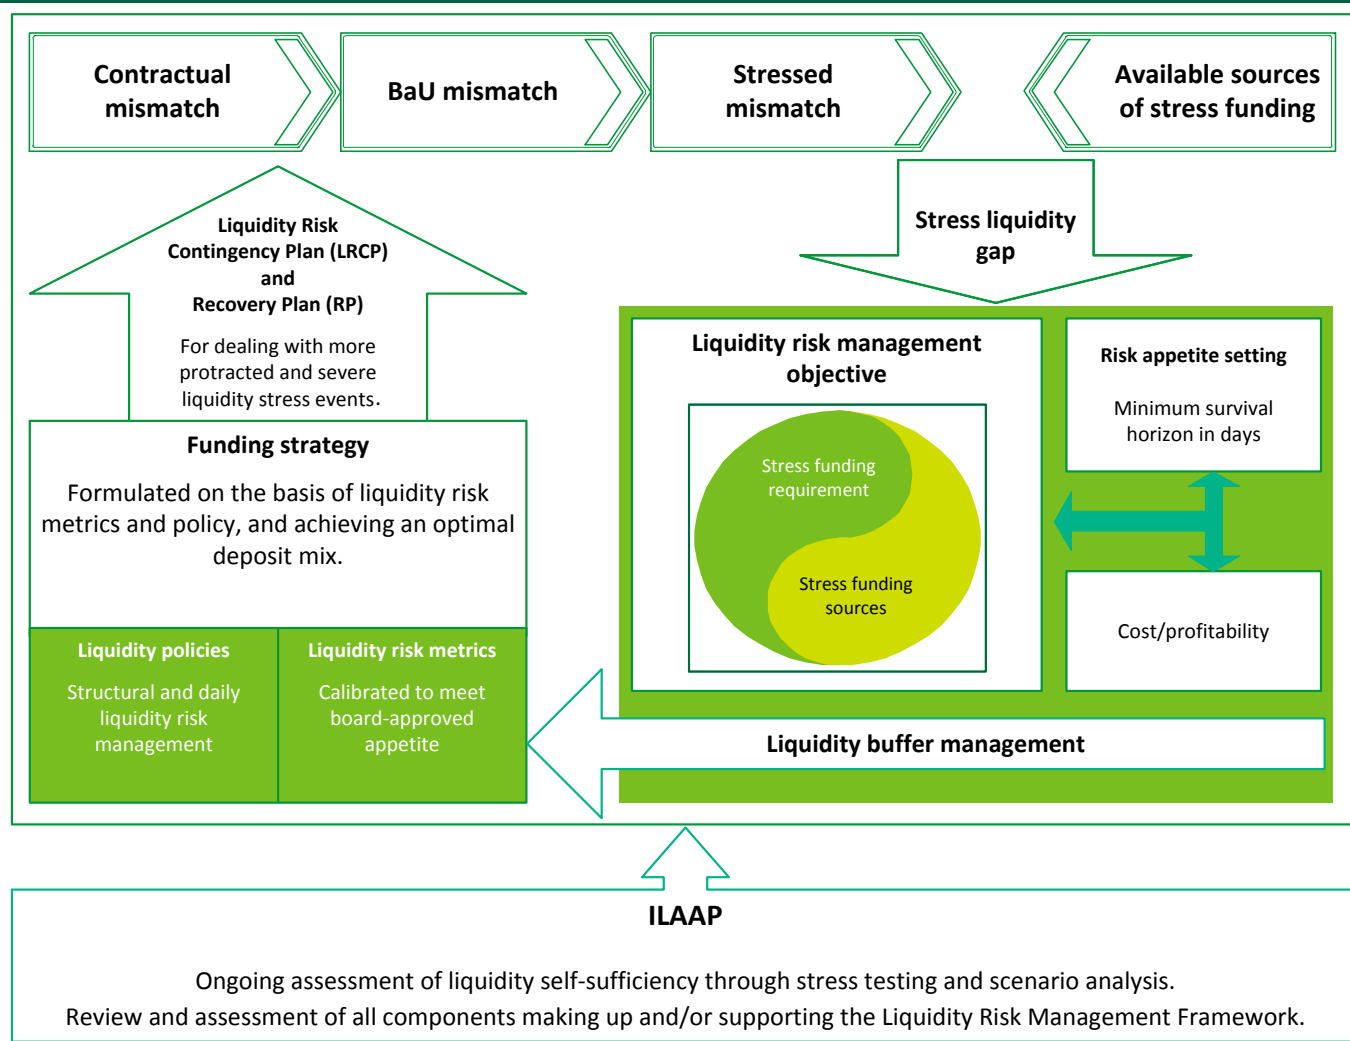 Contractual
mismatch
BaU mismatch
Stressed
mismatch
Available sources
of stress funding
Liquidity Risk
Contingency Plan (LRCP)
and
Recovery Plan (RP)
For dealing with more
protracted and severe
liquidity stress events.
Stress liquidity
gap
Funding strategy
Formulated on the basis of liquidity risk
metrics and policy, and achieving an optimal
deposit mix.
Liquidity policies
Structural and daily
liquidity risk
management
Liquidity risk metrics
Calibrated to meet
board-approved
appetite
Liquidity risk management
objective
Stress funding
requirement
Stress funding
sources
Risk appetite setting
Minimum survival
horizon in days
Cost/profitability
Liquidity buffer management
ILAAP
Ongoing assessment of liquidity self-sufficiency through stress testing and scenario analysis.
Review and assessment of all components making up and/or supporting the Liquidity Risk Management Framework.